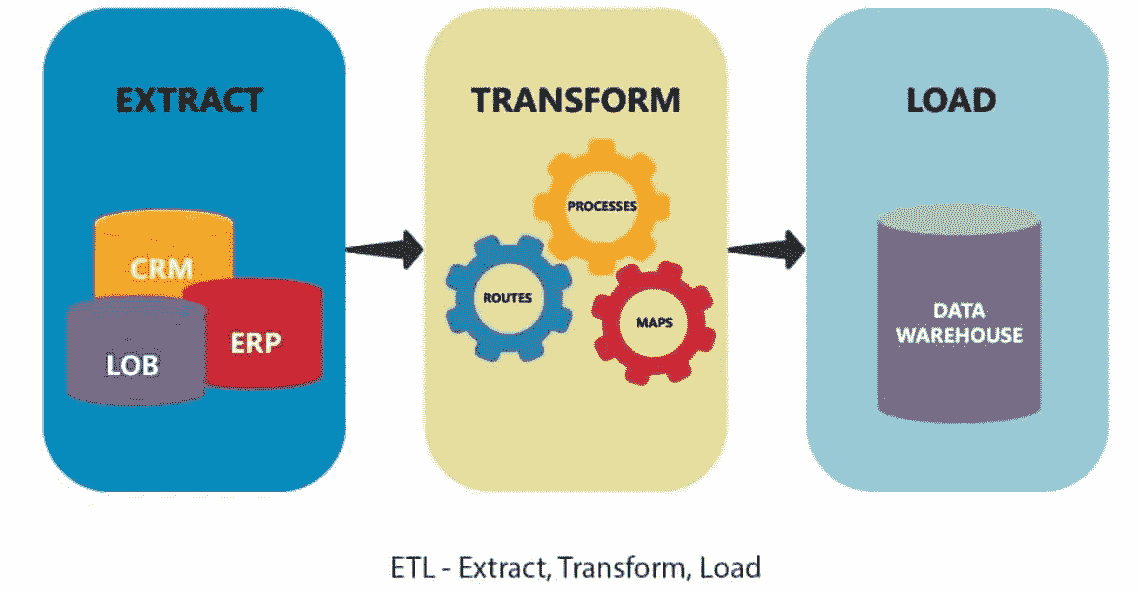 EXTRACT
CRM
ERP
LOB
TRANSFORM
PROCESSES
ROUTES
MAPS
LOAD
DATA
WAREHOUSE
ETL - Extract, Transform, Load